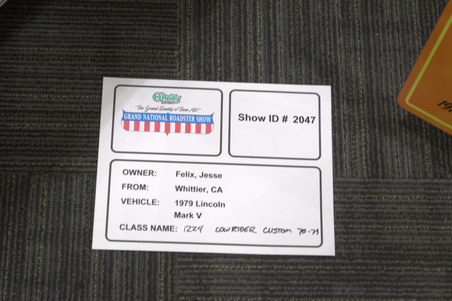 O'Reilly
"The Grand Daddy of Them All"
GRAND NATIONAL ROADSTER SHOW
Show ID # 2047
OWNER: Felix, Jesse
FROM: Whittier, CA
VEHICLE: 1979 Lincoln
Mark V
CLASS NAME: 1224 LOWRIDER CUSTOM 70-79